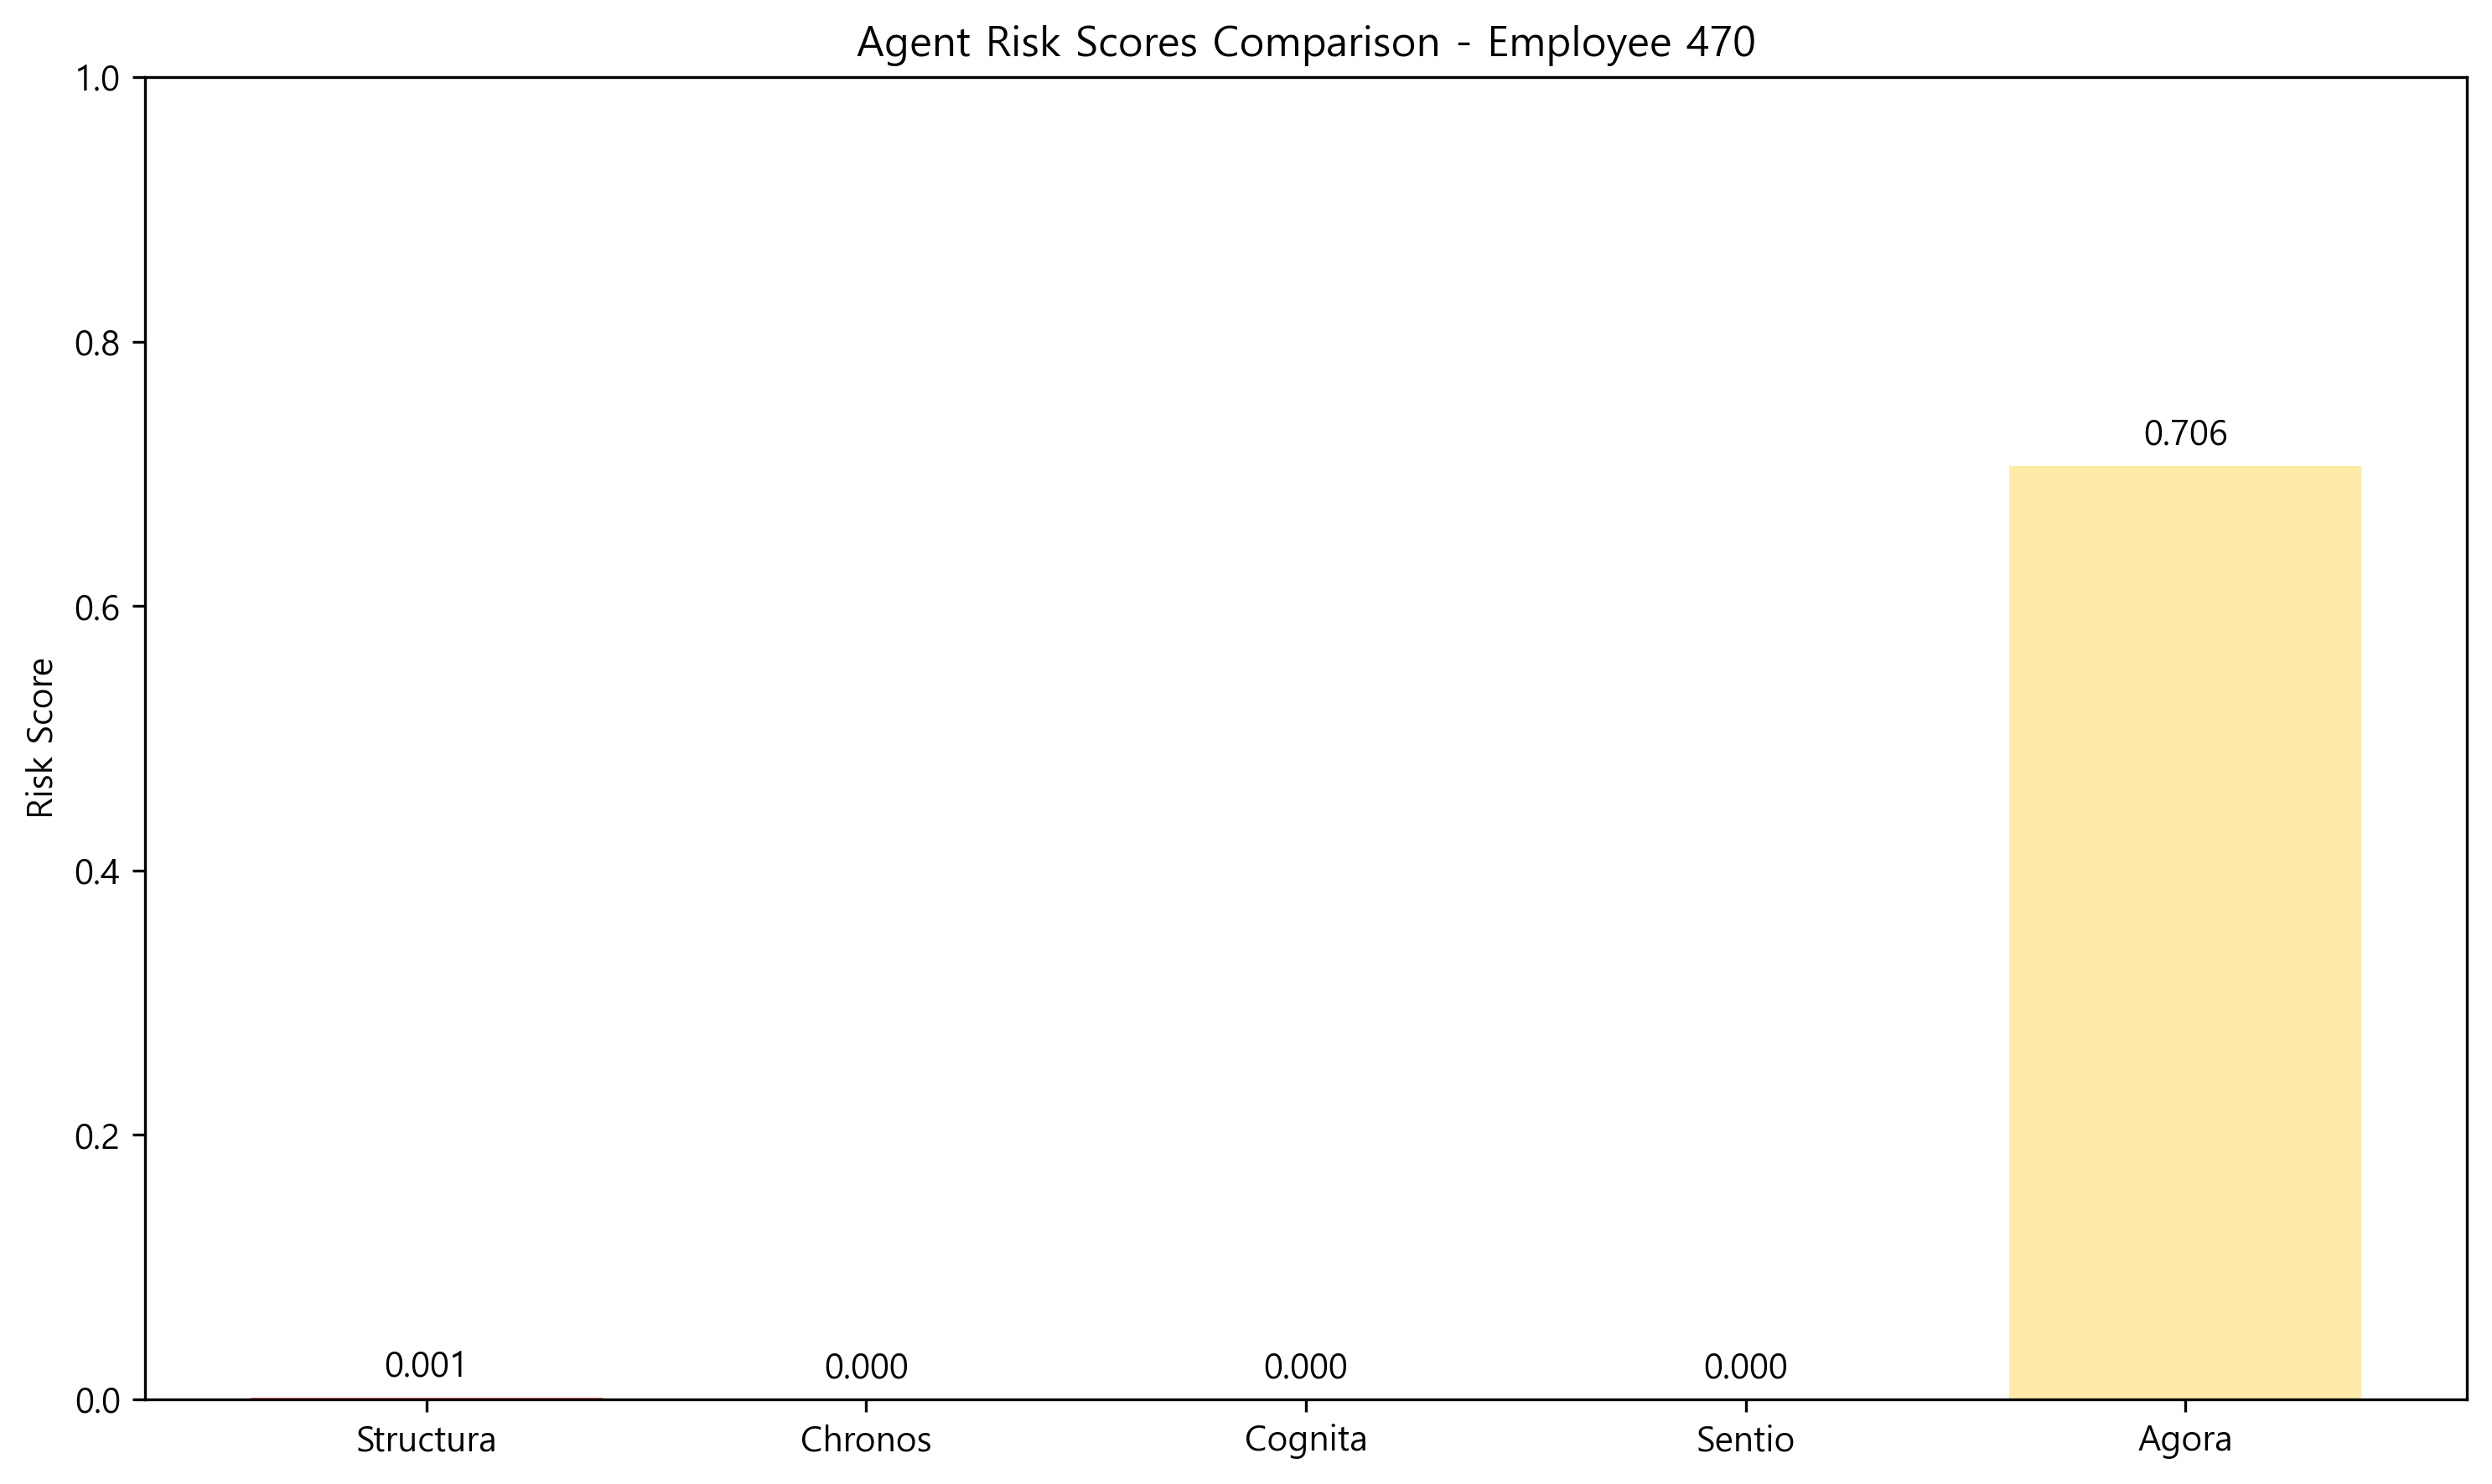 Agent Risk Scores Comparison - Employee 470
Risk Score
1.0
0.8
0.6
0.4
0.2
0.0
0.001
0.000
0.000
0.000
0.706
Structura
Chronos
Cognita
Sentio
Agora